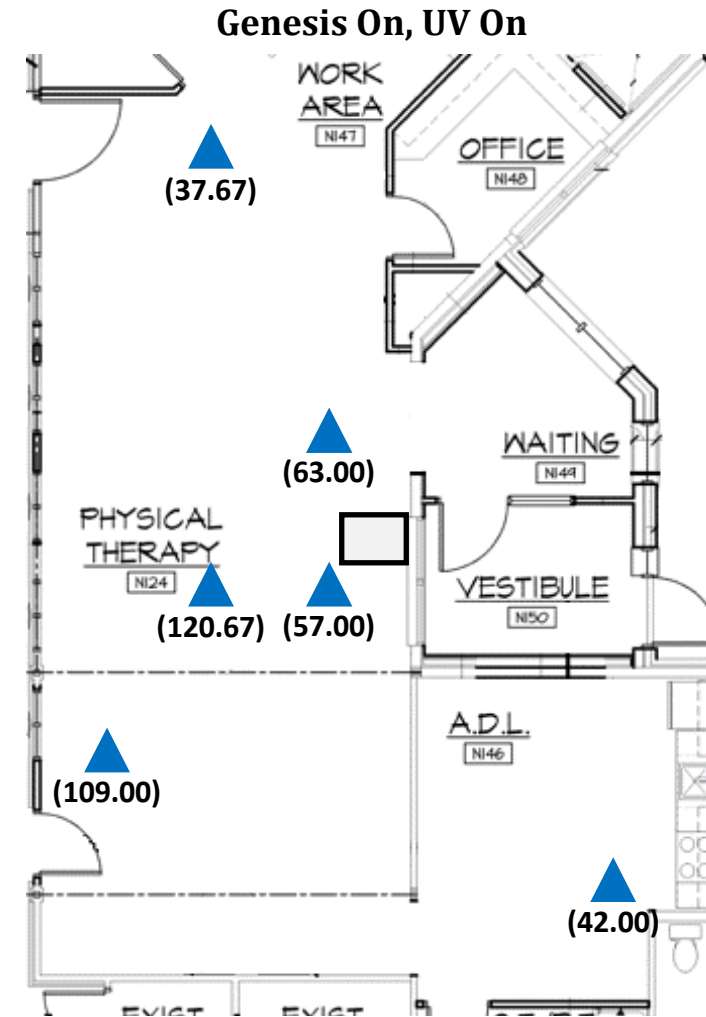 Genesis On, UV On
WORK
AREA
N147
OFFICE
N148
(37.67)
(63.00)
WAITING
N149
PHYSICAL
THERAPY
N124
(120.67)
(57.00)
VESTIBULE
N150
A.D.L.
N146
(109.00)
(42.00)
EXIST
EXIST